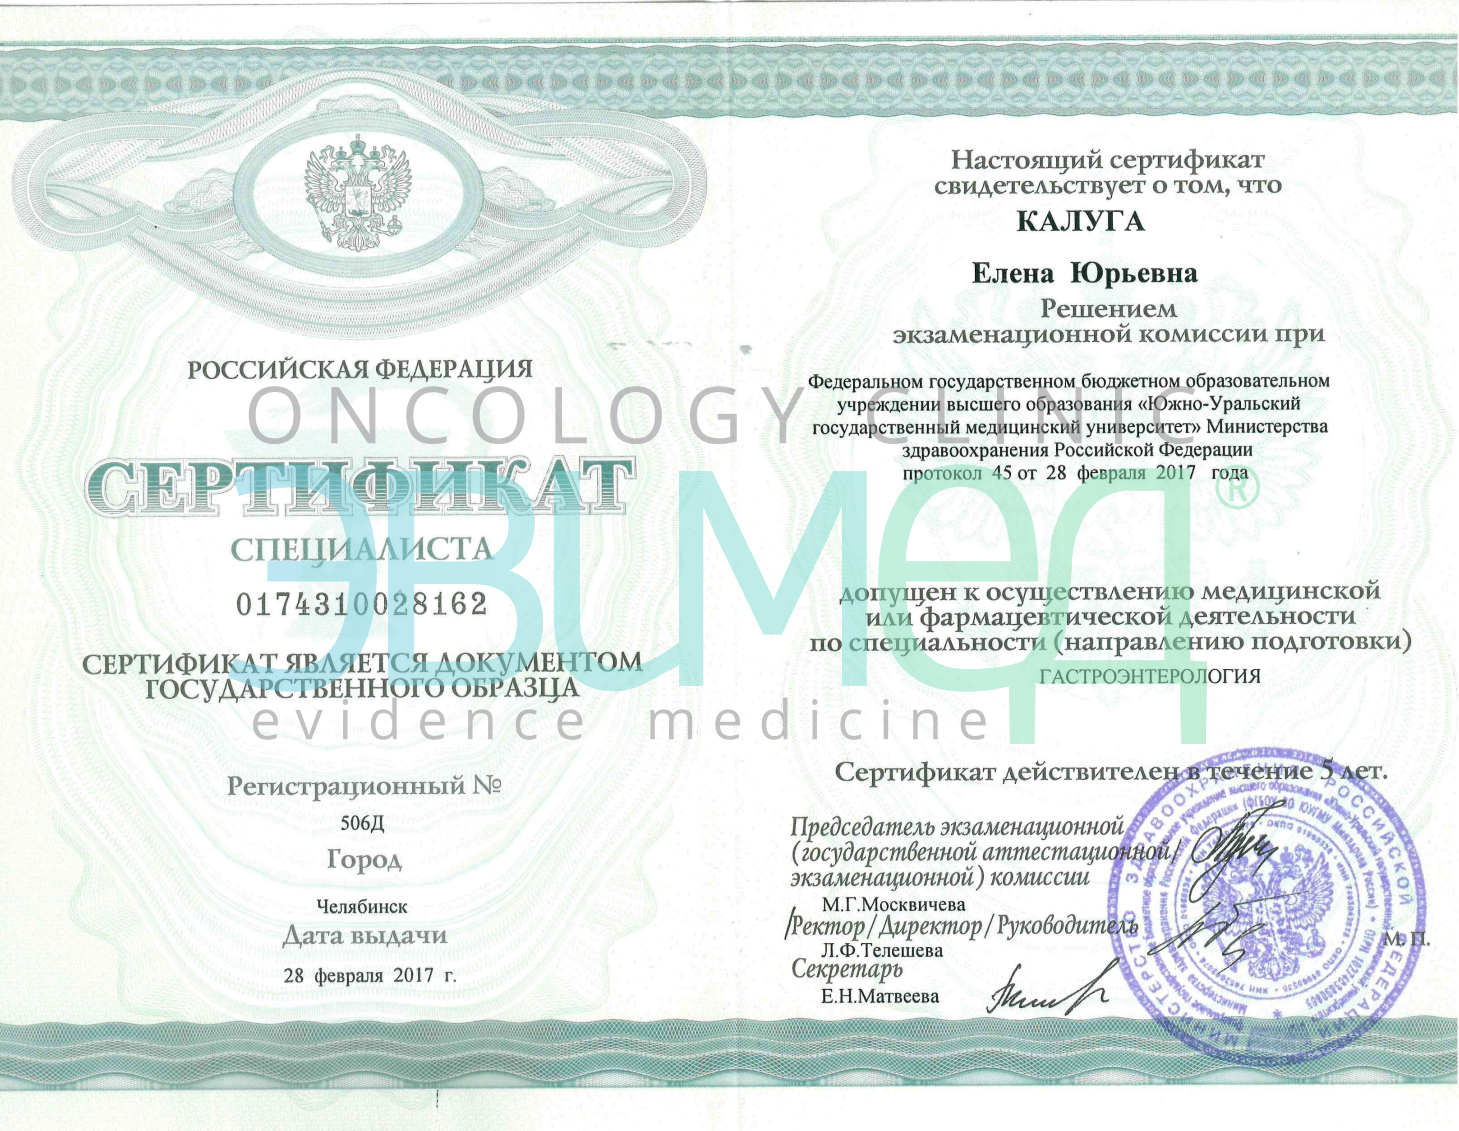 РОССИЙСКАЯ ФЕДЕРАЦИЯ
СЕРТИФИКАТ
СПЕЦИАЛИСТА
0174310028162
СЕРТИФИКАТ ЯВЛЯЕТСЯ ДОКУМЕНТОМ
ГОСУДАРСТВЕННОГО ОБРАЗЦА
Регистрационный №
506Д
Город
Челябинск
Дата выдачи
28 февраля 2017 г.
Настоящий сертификат
свидетельствует о том, что
КАЛУГА
Елена Юрьевна
Решением
экзаменационной комиссии при
Федеральном государственном бюджетном образовательном
учреждении высшего образования «Южно-Уральский
государственный медицинский университет» Министерства
здравоохранения Российской Федерации
протокол 45 от 28 февраля 2017 года
допущен к осуществлению медицинской
или фармацевтической деятельности
по специальности (направлению подготовки)
ГАСТРОЭНТЕРОЛОГИЯ
Сертификат действителен в течение 5 лет.
Председатель экзаменационной
(государственной аттестационной/
экзаменационной) комиссии
М.Г.Москвичева
Ректор/Директор/Руководитель
Л.Ф.Телешева
Секретарь
Е.Н.Матвеева
М. П.
ONCOLOGY CLINIC
ЭВИМЕД ®
evidence medicine
МИНИСТЕРСТВО ЗДРАВООХРАНЕНИЯ РОССИЙСКОЙ ФЕДЕРАЦИИ